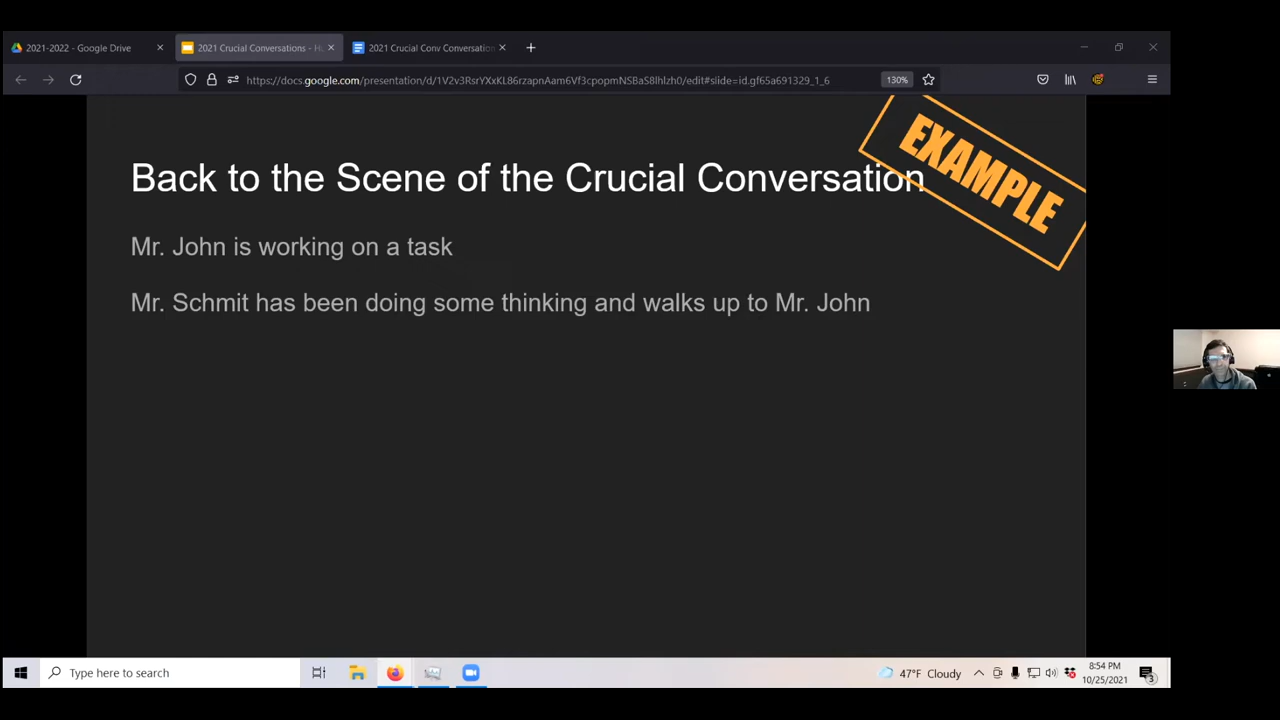 2021-2022 - Google Drive
2021 Crucial Conversations - H
2021 Crucial Conv Conversation
https://docs.google.com/presentation/d/1V2v3RsrYXxKL86rzapnAam6Vf3cpopmNSBaS8lhlzh0/edit#slide=id.gf65a691329_1_6
130%
EXAMPLE
Back to the Scene of the Crucial Conversation
Mr. John is working on a task
Mr. Schmit has been doing some thinking and walks up to Mr. John
Type here to search
47°F Cloudy
8:54 PM
10/25/2021
3